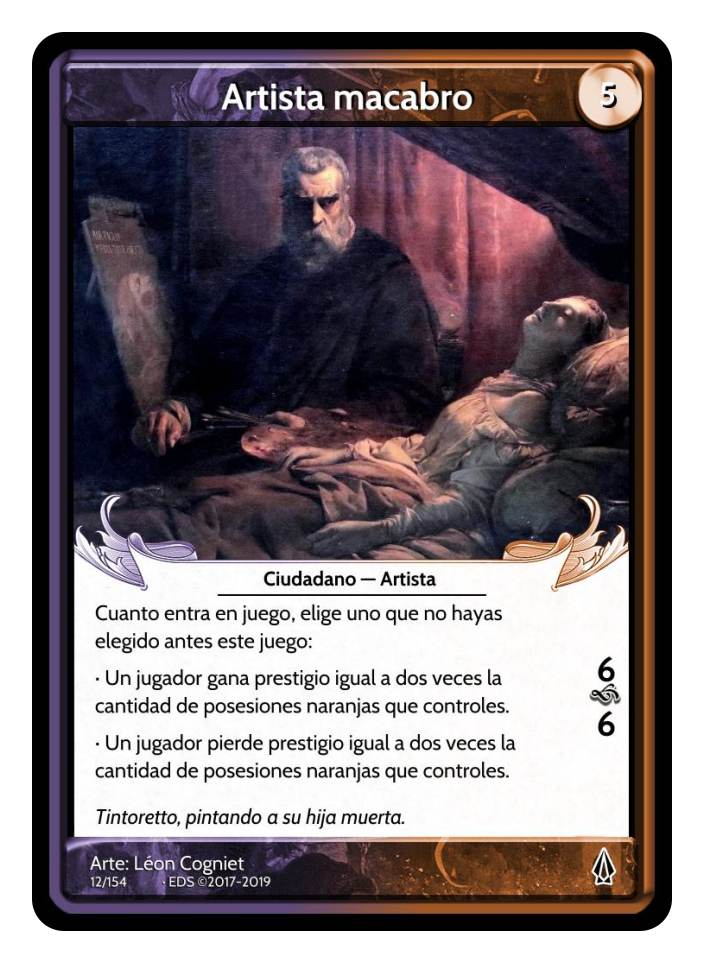 Artista macabro
5
Ciudadano — Artista
Cuanto entra en juego, elige uno que no hayas
elegido antes este juego:
· Un jugador gana prestigio igual a dos veces la
cantidad de posesiones naranjas que controles.
· Un jugador pierde prestigio igual a dos veces la
cantidad de posesiones naranjas que controles.
6
6
Tintoretto, pintando a su hija muerta.
Arte: Léon Cogniet
12/154 · EDS ©2017-2019